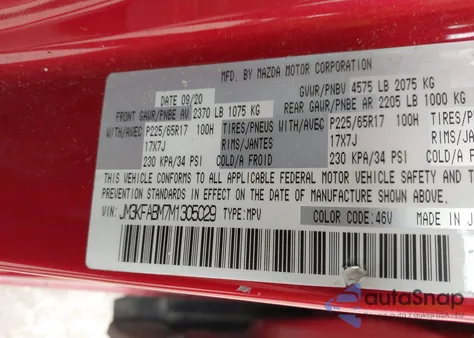 MFD. BY MAZDA MOTOR CORPORATION
DATE 09/20 GVWR/PNBV 4575 LB 2075 KG
FRONT GAWR/PNBE AV 2370 LB 1075 KG REAR GAWR/PNBE AR 2205 LB 1000 KG
WITH/AVEC P225/65R17 100H TIRES/PNEUS WITH/AVEC P225/65R17 100H TIRES/PNEUS
17X7J RIMS/JANTES 17X7J RIMS/JANTES
230 KPA/34 PSI COLD/A FROID 230 KPA/34 PSI COLD/A FROID
THIS VEHICLE CONFORMS TO ALL APPLICABLE FEDERAL MOTOR VEHICLE SAFETY,
PREVENTION STANDARDS IN EFFECT ON THE DATE OF MANUFACTURE SHOWN ABOVE.
VIN: JM3KFABM7M1305029 TYPE: MPV COLOR CODE: 46V MADE IN J
autoSnap